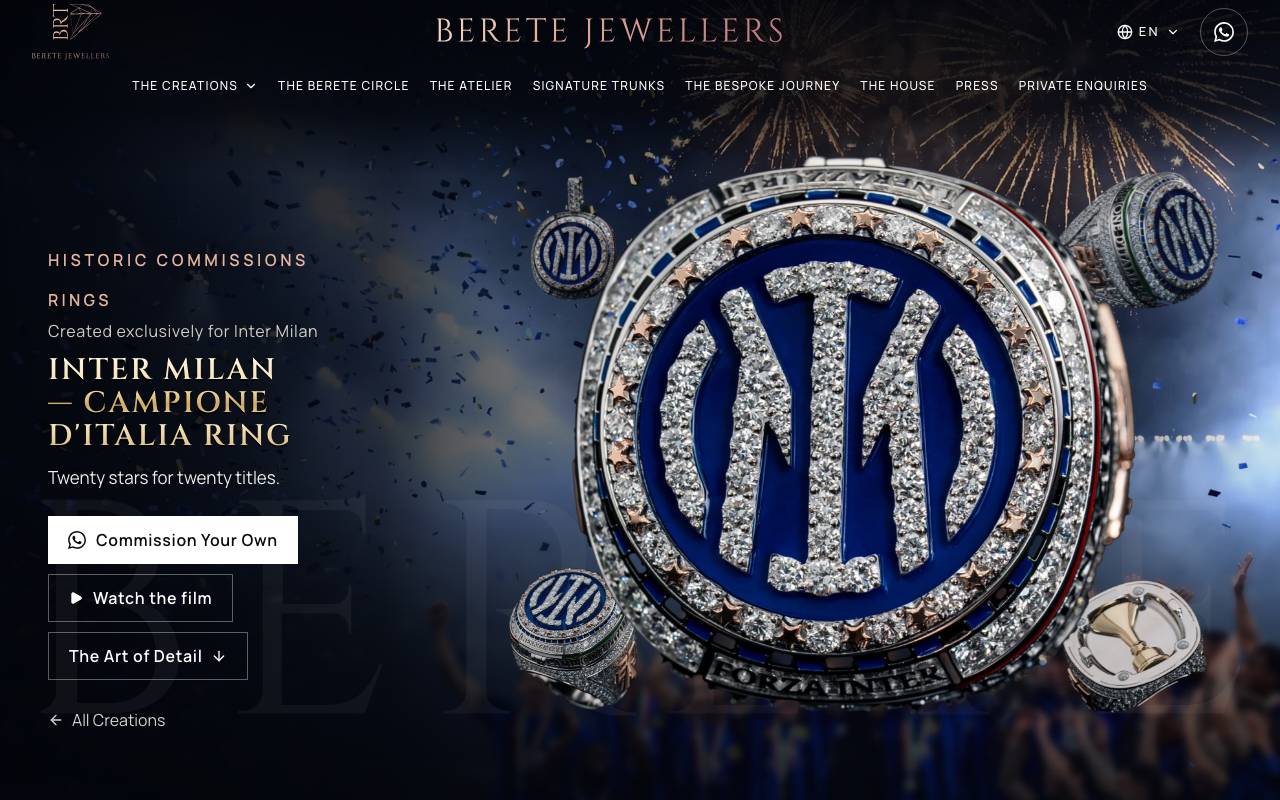 BRT
BERETE JEWELLERS
BERETE JEWELLERS
EN
THE CREATIONS
THE BERETE CIRCLE
THE ATELIER
SIGNATURE TRUNKS
THE BESPOKE JOURNEY
THE HOUSE
PRESS
PRIVATE ENQUIRIES
HISTORIC COMMISSIONS
RINGS
Created exclusively for Inter Milan
INTER MILAN
— CAMPIONE
D'ITALIA RING
Twenty stars for twenty titles.
Commission Your Own
Watch the film
The Art of Detail
All Creations
NERAZZURRI
FORZA INTER
BERETE